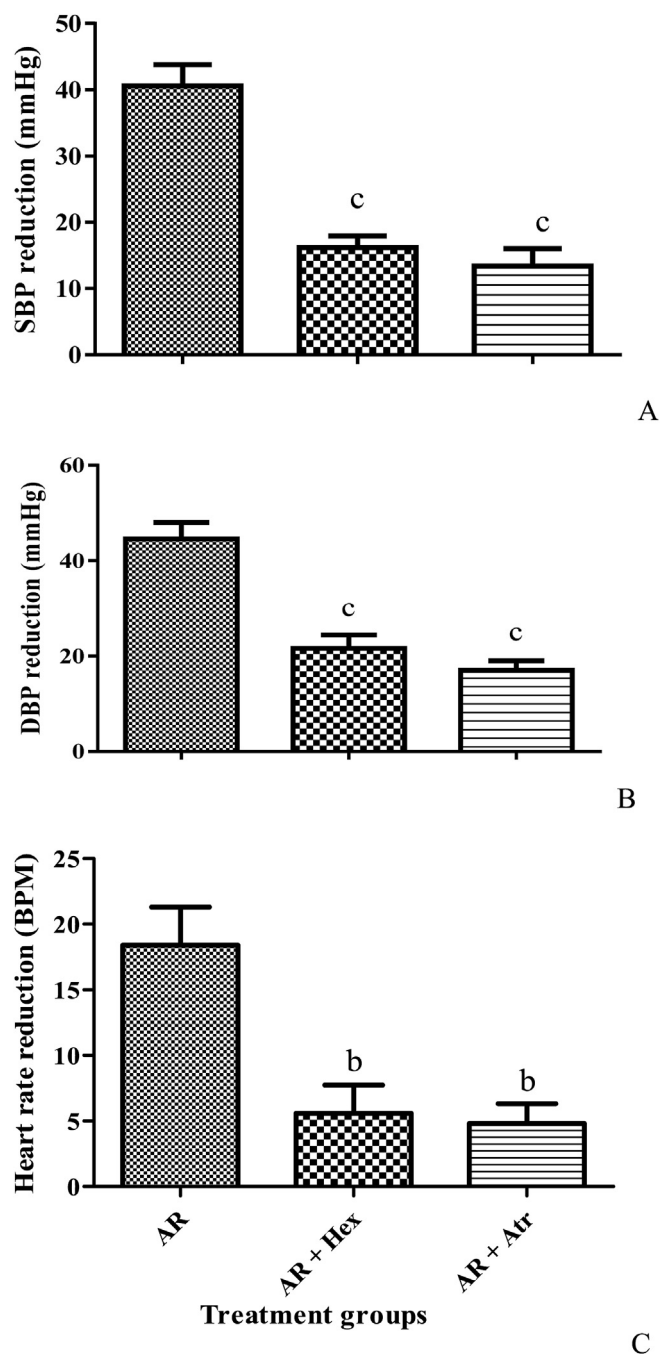 SBP reduction (mmHg)
50
40
30
20
10
0
c
c
A
DBP reduction (mmHg)
60
40
20
0
c
c
B
Heart rate reduction (BPM)
25
20
15
10
5
0
b
b
AR
AR + Hex
AR + Atr
Treatment groups
C